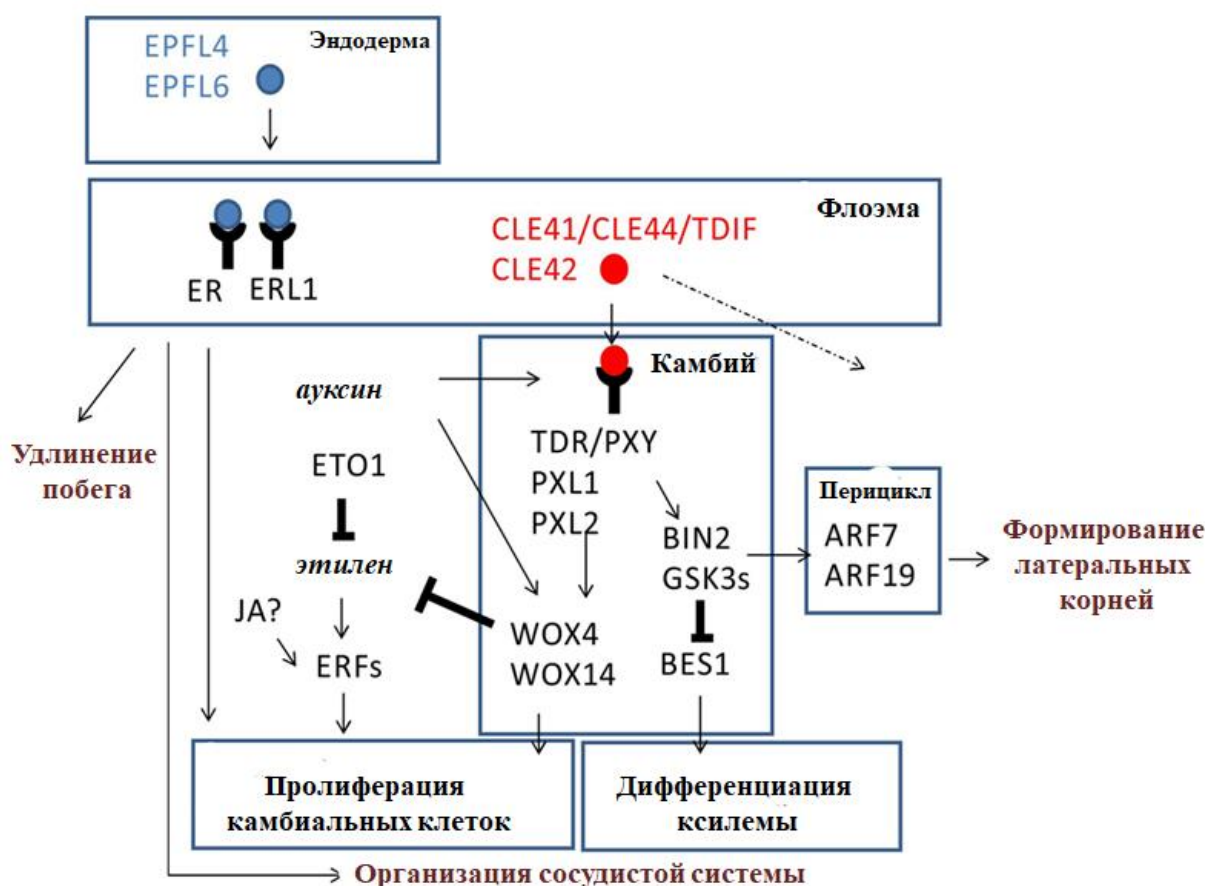 EPFL4
EPFL6
Эндодерма
Флоэма
CLE41/CLE44/TDIF
CLE42
ER
ERL1
Камбий
ауксин
TDR/PXY
PXL1
PXL2
Удлинение
побега
ETO1
этилен
BIN2
GSK3s
Перицикл
ARF7
ARF19
Формирование
латеральных
корней
JA?
ERFs
WOX4
WOX14
BES1
Пролиферация
камбиальных клеток
Дифференциация
ксилемы
Организация сосудистой системы